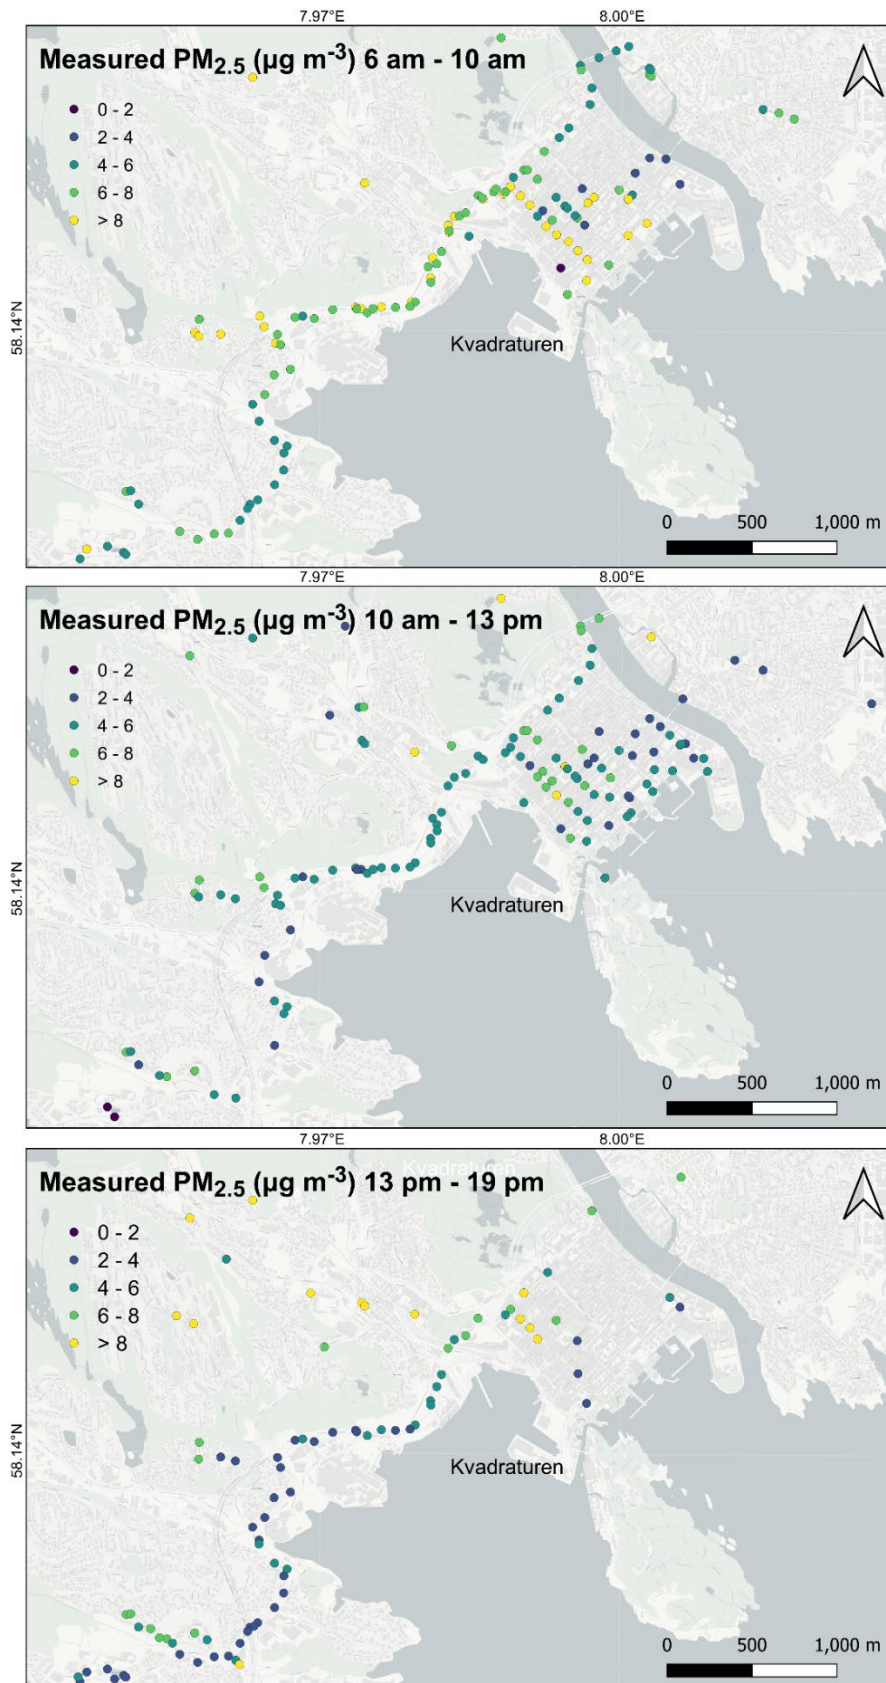 7.97°E 8.00°E
Measured PM2.5 (µg m-3) 6 am - 10 am
0 - 2
2 - 4
4 - 6
6 - 8
> 8
58.14°N
Kvadraturen
0 500 1,000 m
7.97°E 8.00°E
Measured PM2.5 (µg m-3) 10 am - 13 pm
0 - 2
2 - 4
4 - 6
6 - 8
> 8
58.14°N
Kvadraturen
0 500 1,000 m
7.97°E 8.00°E
Kvadraturen
Measured PM2.5 (µg m-3) 13 pm - 19 pm
0 - 2
2 - 4
4 - 6
6 - 8
> 8
58.14°N
Kvadraturen
0 500 1,000 m